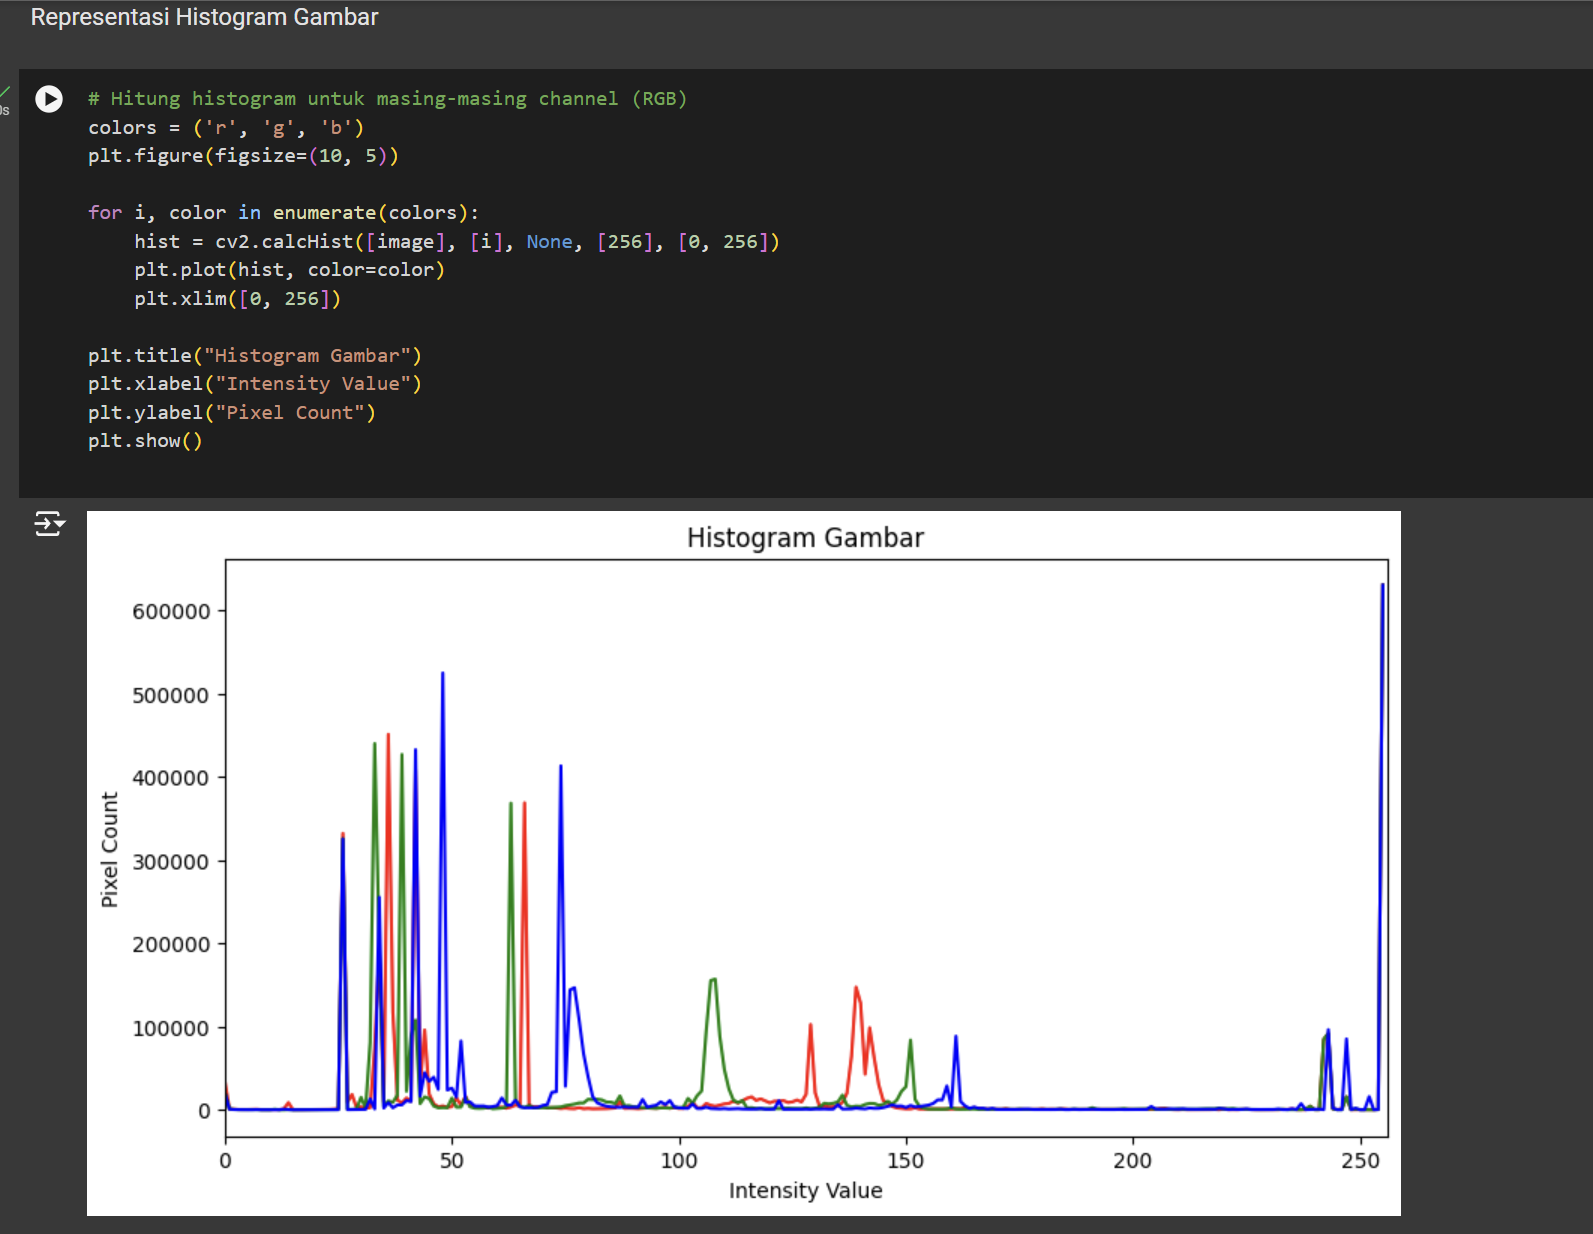 Representasi Histogram Gambar
# Hitung histogram untuk masing-masing channel (RGB)
colors = ('r', 'g', 'b')
plt.figure(figsize=(10, 5))
for i, color in enumerate(colors):
    hist = cv2.calcHist([image], [i], None, [256], [0, 256])
    plt.plot(hist, color=color)
    plt.xlim([0, 256])
plt.title("Histogram Gambar")
plt.xlabel("Intensity Value")
plt.ylabel("Pixel Count")
plt.show()
Histogram Gambar
600000
500000
400000
300000
200000
100000
0
Pixel Count
0 50 100 150 200 250
Intensity Value